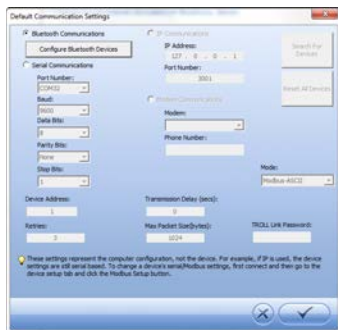 Default Communication Settings
Bluetooth Communications
Configure Bluetooth Devices
Serial Communications
Port Number:
COM32
Baud:
9600
Data Bits:
8
Parity Bits:
None
Stop Bits:
1
IP Communications
IP Address:
127 . 0 . 0 . 1
Port Number:
3001
Modem Communications
Modem:
Phone Number:
Search For
Devices
Reset All Devices
Mode:
Modbus-ASCII
Device Address:
1
Transmission Delay (secs):
0
Retries:
3
Max Packet Size(bytes):
1024
TROLL Link Password:
These settings represent the computer configuration, not the device. For example, if IP is used, the device
settings are still serial based. To change a device's serial/Modbus settings, first connect and then go to the
device setup tab and click the Modbus Setup button.